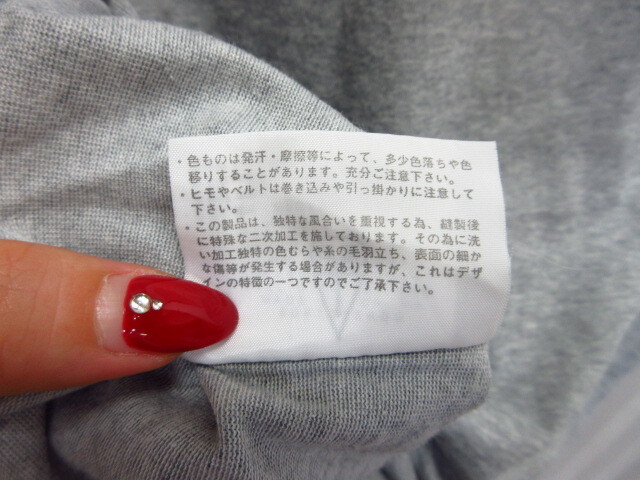 ・色ものは発汗・摩擦等によって、多少色落ちや色
移りすることがあります。充分ご注意下さい。
・ヒモやベルトは巻き込みや引っ掛かりに注意して
下さい。
・この製品は、独特な風合いを重視する為、縫製後
に特殊な二次加工を施しております。その為に洗
い加工独特の色むらや糸の毛羽立ち、表面の細か
な傷等が発生する場合がありますが、これはデザ
インの特徴の一つですのでご了承下さい。